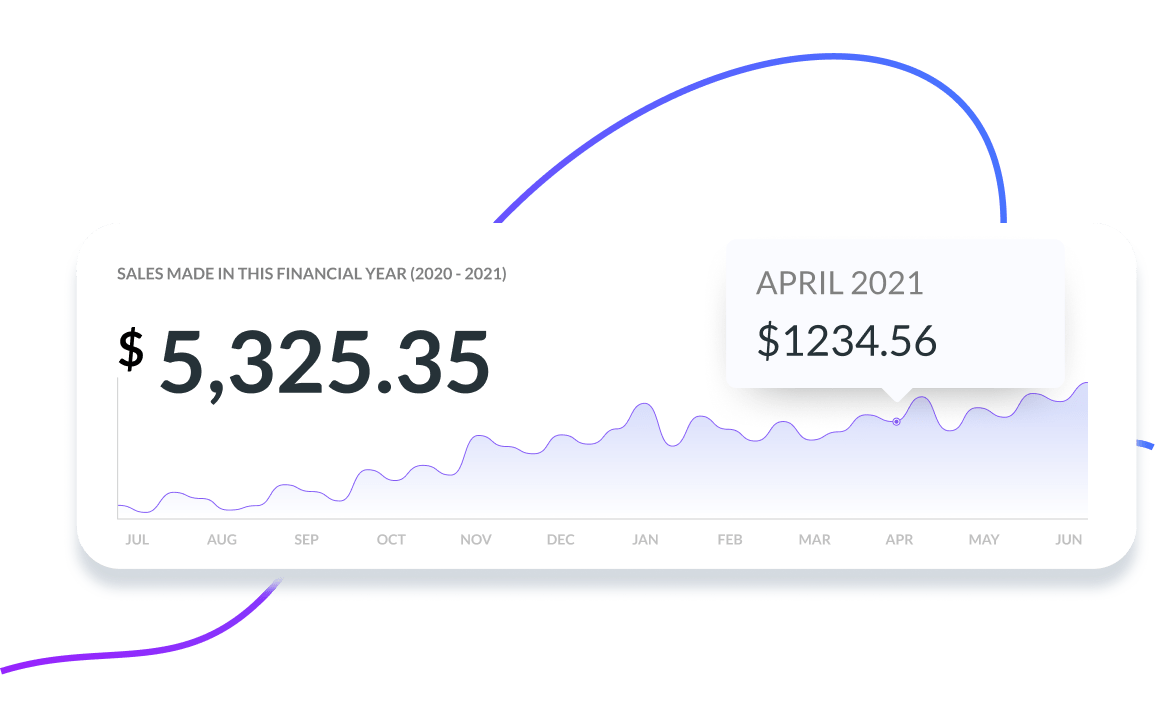 SALES MADE IN THIS FINANCIAL YEAR (2020 - 2021)
$ 5,325.35
APRIL 2021
$1234.56
JUL AUG SEP OCT NOV DEC JAN FEB MAR APR MAY JUN